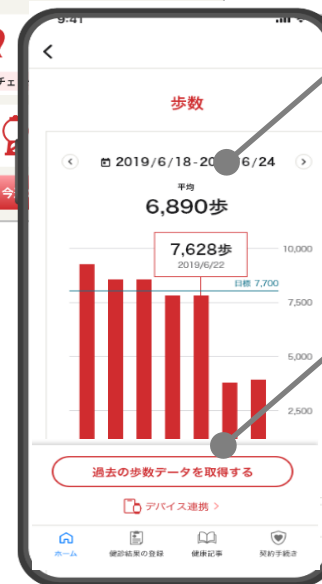 9:41
歩数
2019/6/18-20 6/24
平均
6,890歩
7,628歩
2019/6/22
10,000
目標 7,700
7,500
5,000
2,500
過去の歩数データを取得する
デバイス連携 >
ホーム
健診結果の登録
健康記事
契約手続き
チェ
今